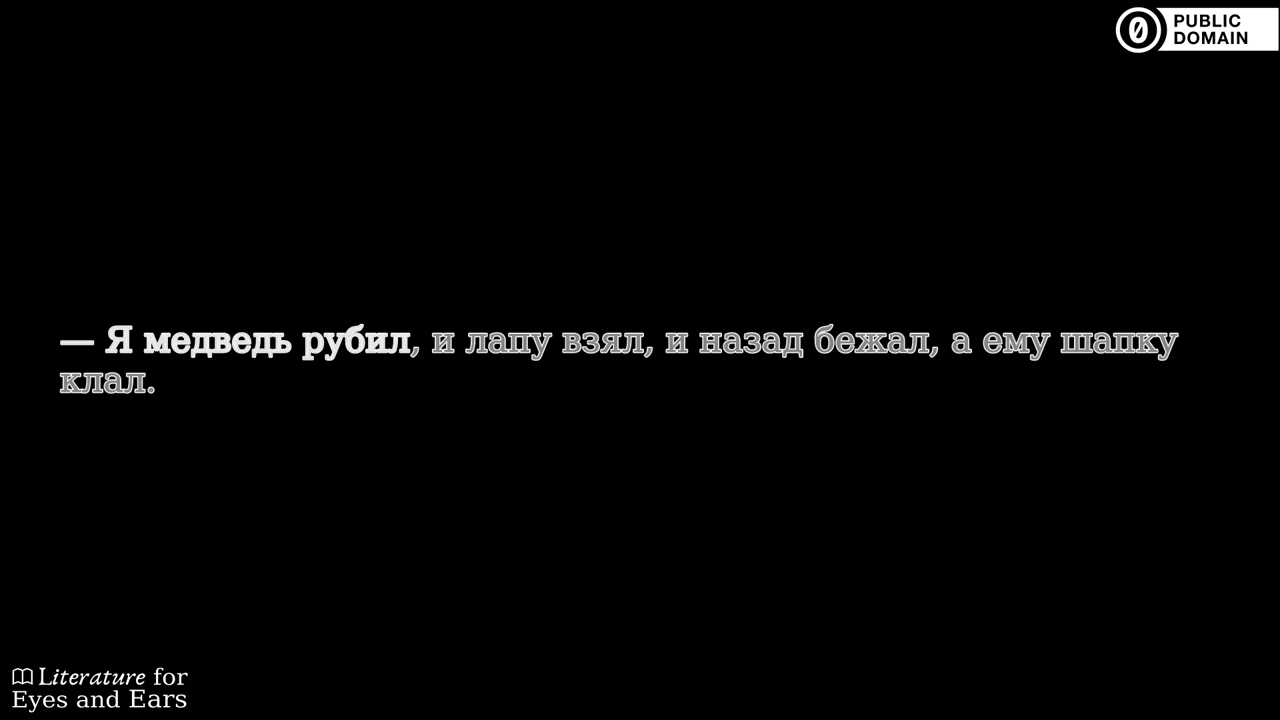 PUBLIC
DOMAIN
— Я медведь рубил, и лапу взял, и назад бежал, а ему шапку
клал.
Literature for
Eyes and Ears